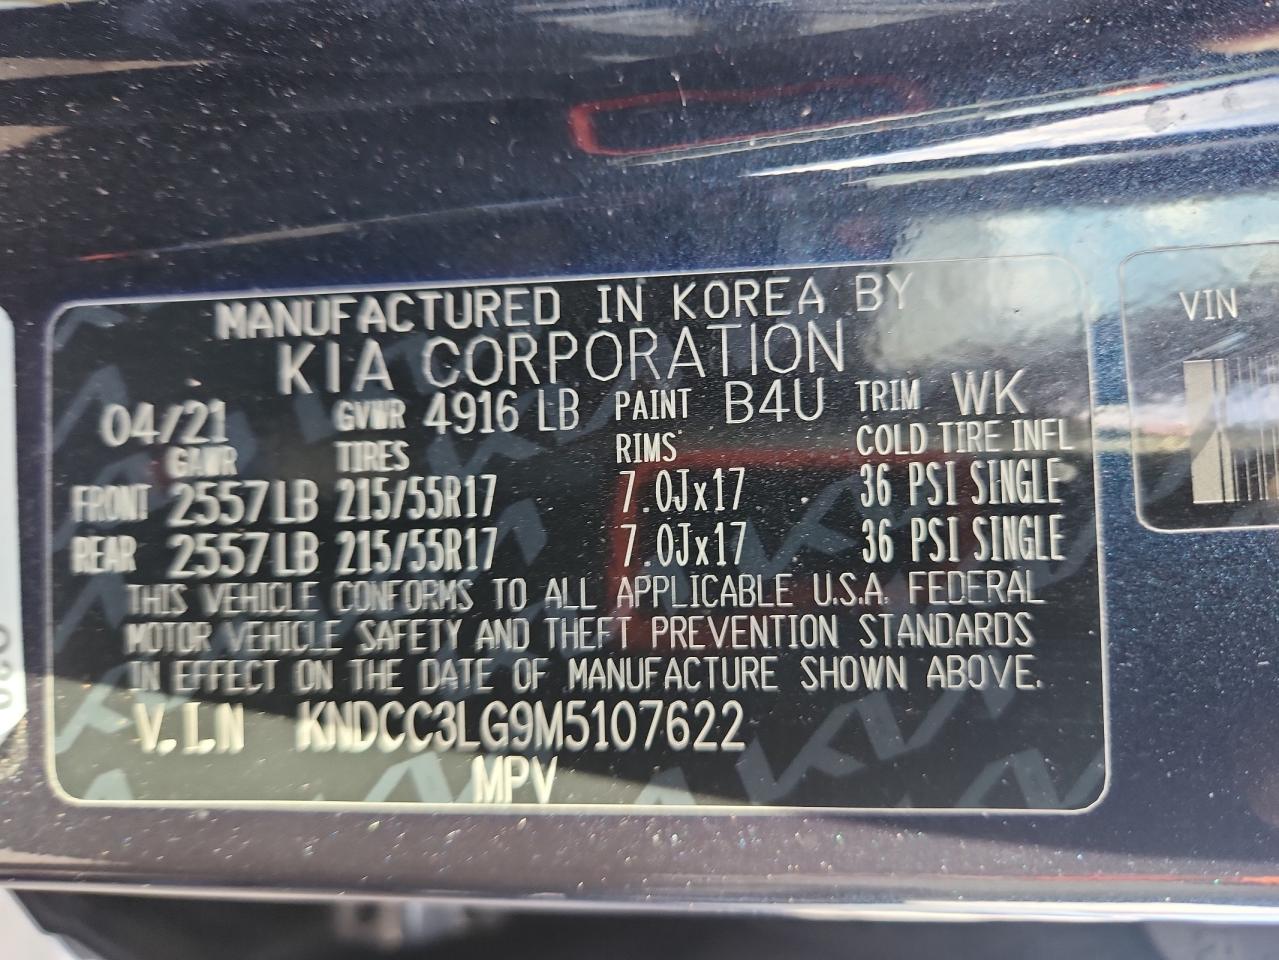 MANUFACTURED IN KOREA BY
KIA CORPORATION
04/21 GVWR 4916 LB PAINT B4U TRIM WK
GAWR TIRES RIMS COLD TIRE INFL
FRONT 2557LB 215/55R17 7.0Jx17 36 PSI SINGLE
REAR 2557LB 215/55R17 7.0Jx17 36 PSI SINGLE
THIS VEHICLE CONFORMS TO ALL APPLICABLE U.S.A. FEDERAL
MOTOR VEHICLE SAFETY AND THEFT PREVENTION STANDARDS
IN EFFECT ON THE DATE OF MANUFACTURE SHOWN ABOVE.
V.I.N KNDCC3LG9M5107622
MPV
VIN